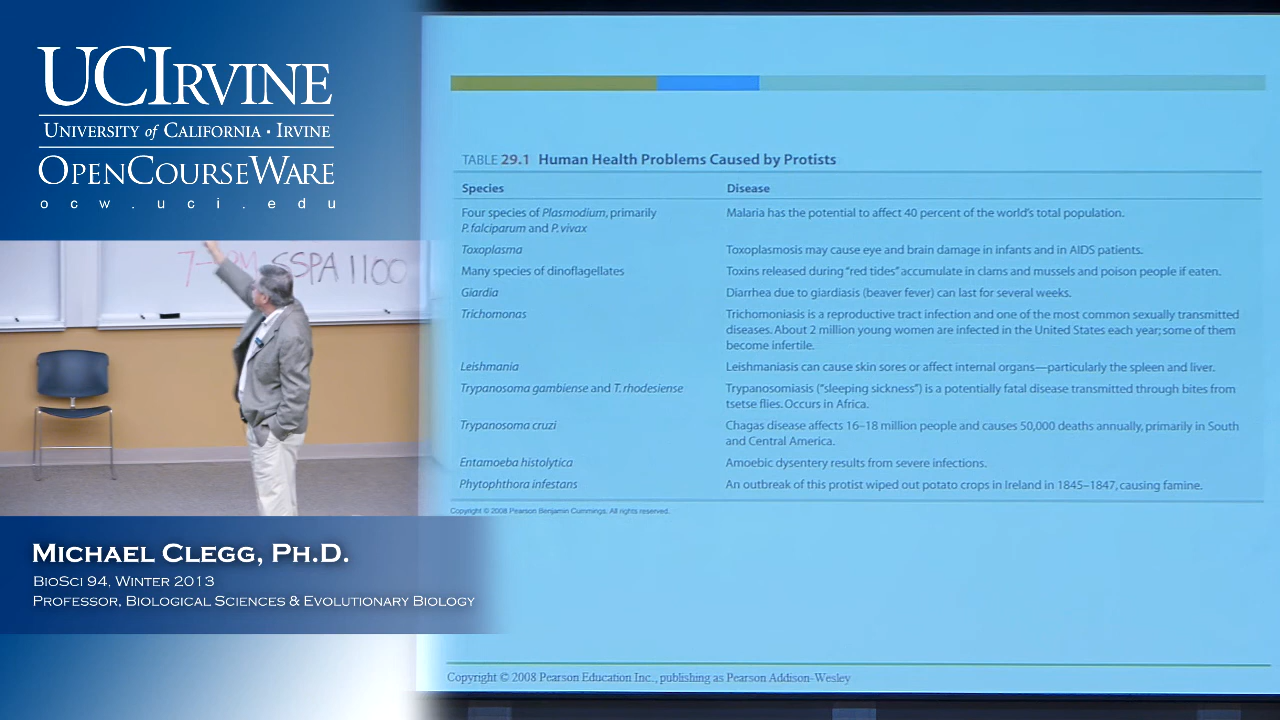 UCIRVINE
UNIVERSITY of CALIFORNIA · IRVINE
OPENCOURSEWARE
ocw.uci.edu
7-PM SSPA 1100
MICHAEL CLEGG, PH.D.
BIOSCI 94, WINTER 2013
PROFESSOR, BIOLOGICAL SCIENCES & EVOLUTIONARY BIOLOGY
TABLE 29.1 Human Health Problems Caused by Protists
Species Disease
Four species of Plasmodium, primarily Malaria has the potential to affect 40 percent of the world's total population.
P. falciparum and P. vivax
Toxoplasma Toxoplasmosis may cause eye and brain damage in infants and in AIDS patients.
Many species of dinoflagellates Toxins released during "red tides" accumulate in clams and mussels and poison people if eaten.
Giardia Diarrhea due to giardiasis (beaver fever) can last for several weeks.
Trichomonas Trichomoniasis is a reproductive tract infection and one of the most common sexually transmitted
diseases. About 2 million young women are infected in the United States each year; some of them
become infertile.
Leishmania Leishmaniasis can cause skin sores or affect internal organs—particularly the spleen and liver.
Trypanosoma gambiense and T. rhodesiense Trypanosomiasis ("sleeping sickness") is a potentially fatal disease transmitted through bites from
tsetse flies. Occurs in Africa.
Trypanosoma cruzi Chagas disease affects 16–18 million people and causes 50,000 deaths annually, primarily in South
and Central America.
Entamoeba histolytica Amoebic dysentery results from severe infections.
Phytophthora infestans An outbreak of this protist wiped out potato crops in Ireland in 1845–1847, causing famine.
Copyright © 2008 Pearson Benjamin Cummings. All rights reserved.
Copyright © 2008 Pearson Education Inc., publishing as Pearson Addison-Wesley